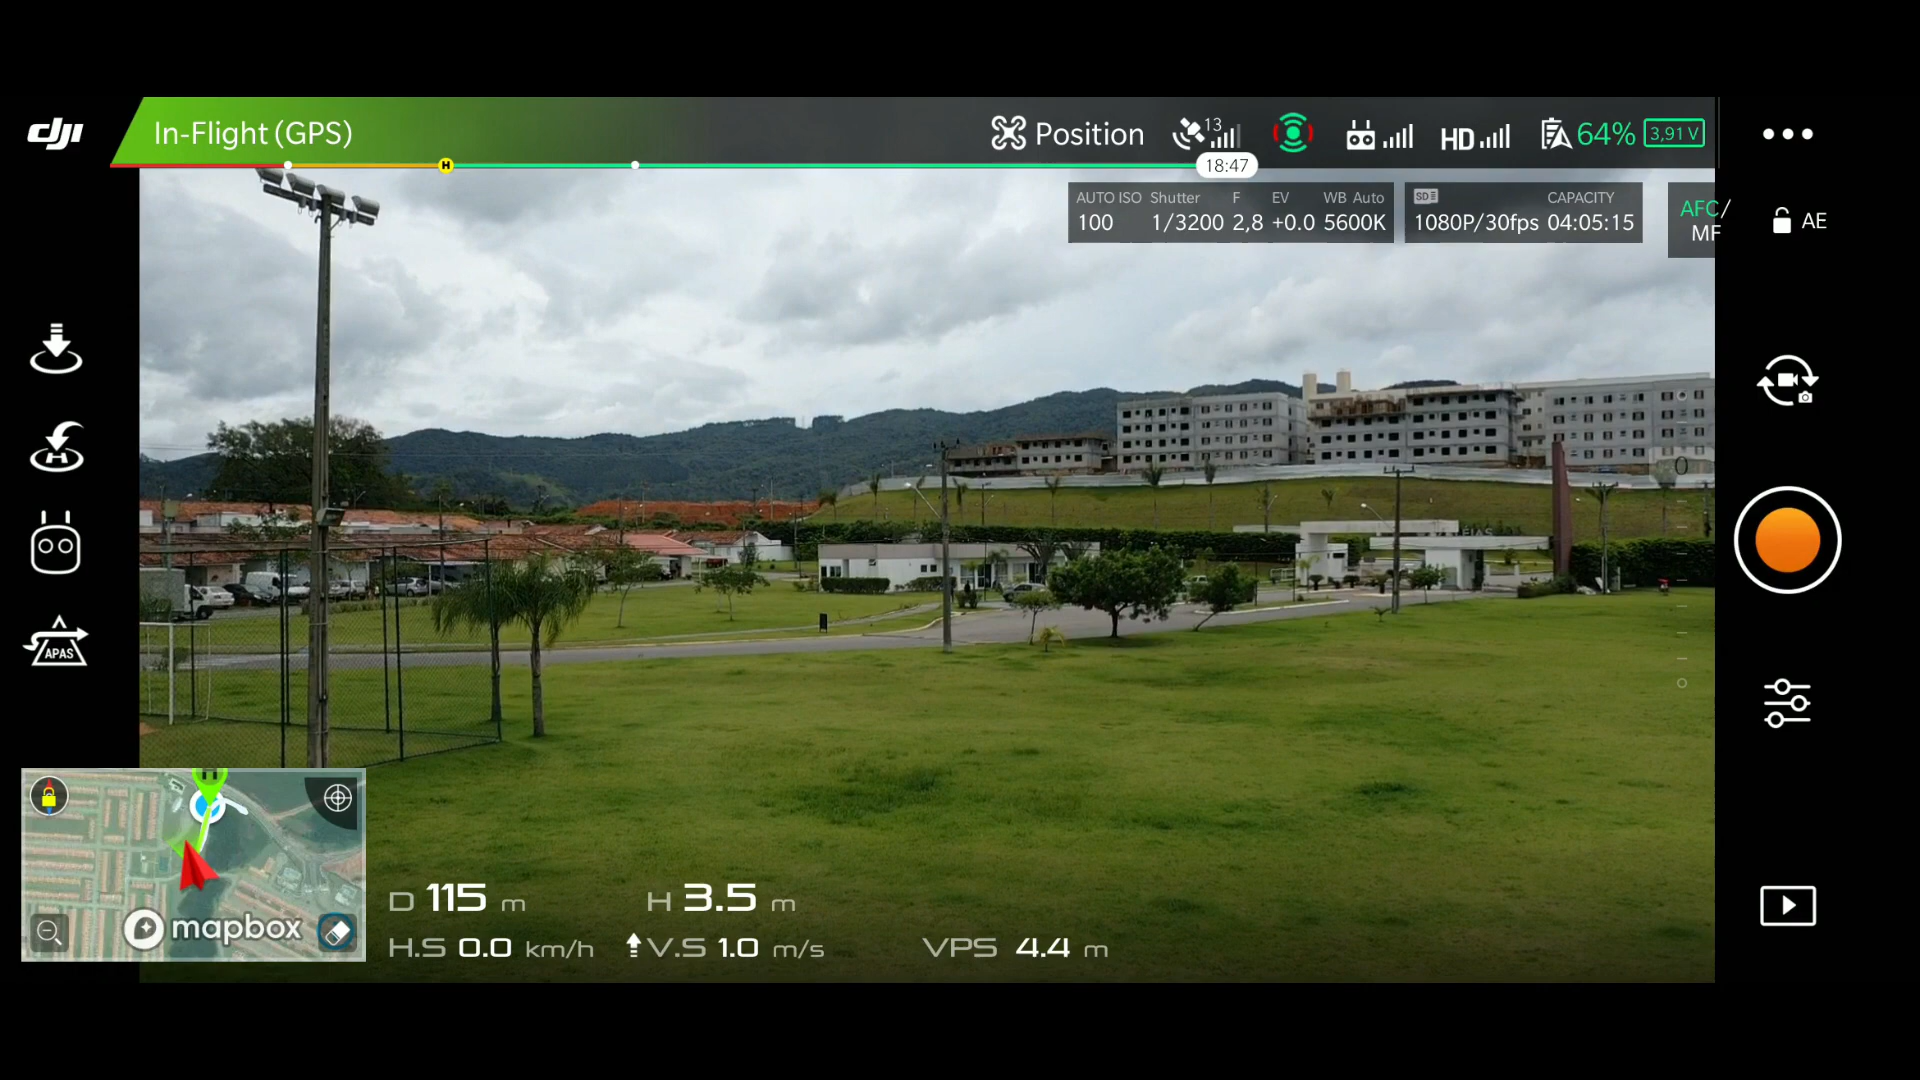 dji In-Flight (GPS) Position 13 HD 64% 3,91 V
H 18:47
AUTO ISO Shutter F EV WB Auto SD CAPACITY
100 1/3200 2,8 +0.0 5600K 1080P/30fps 04:05:15
AFC/
MF
AE
0
APAS
H
mapbox
D 115 m H 3.5 m
H.S 0.0 km/h V.S 1.0 m/s VPS 4.4 m